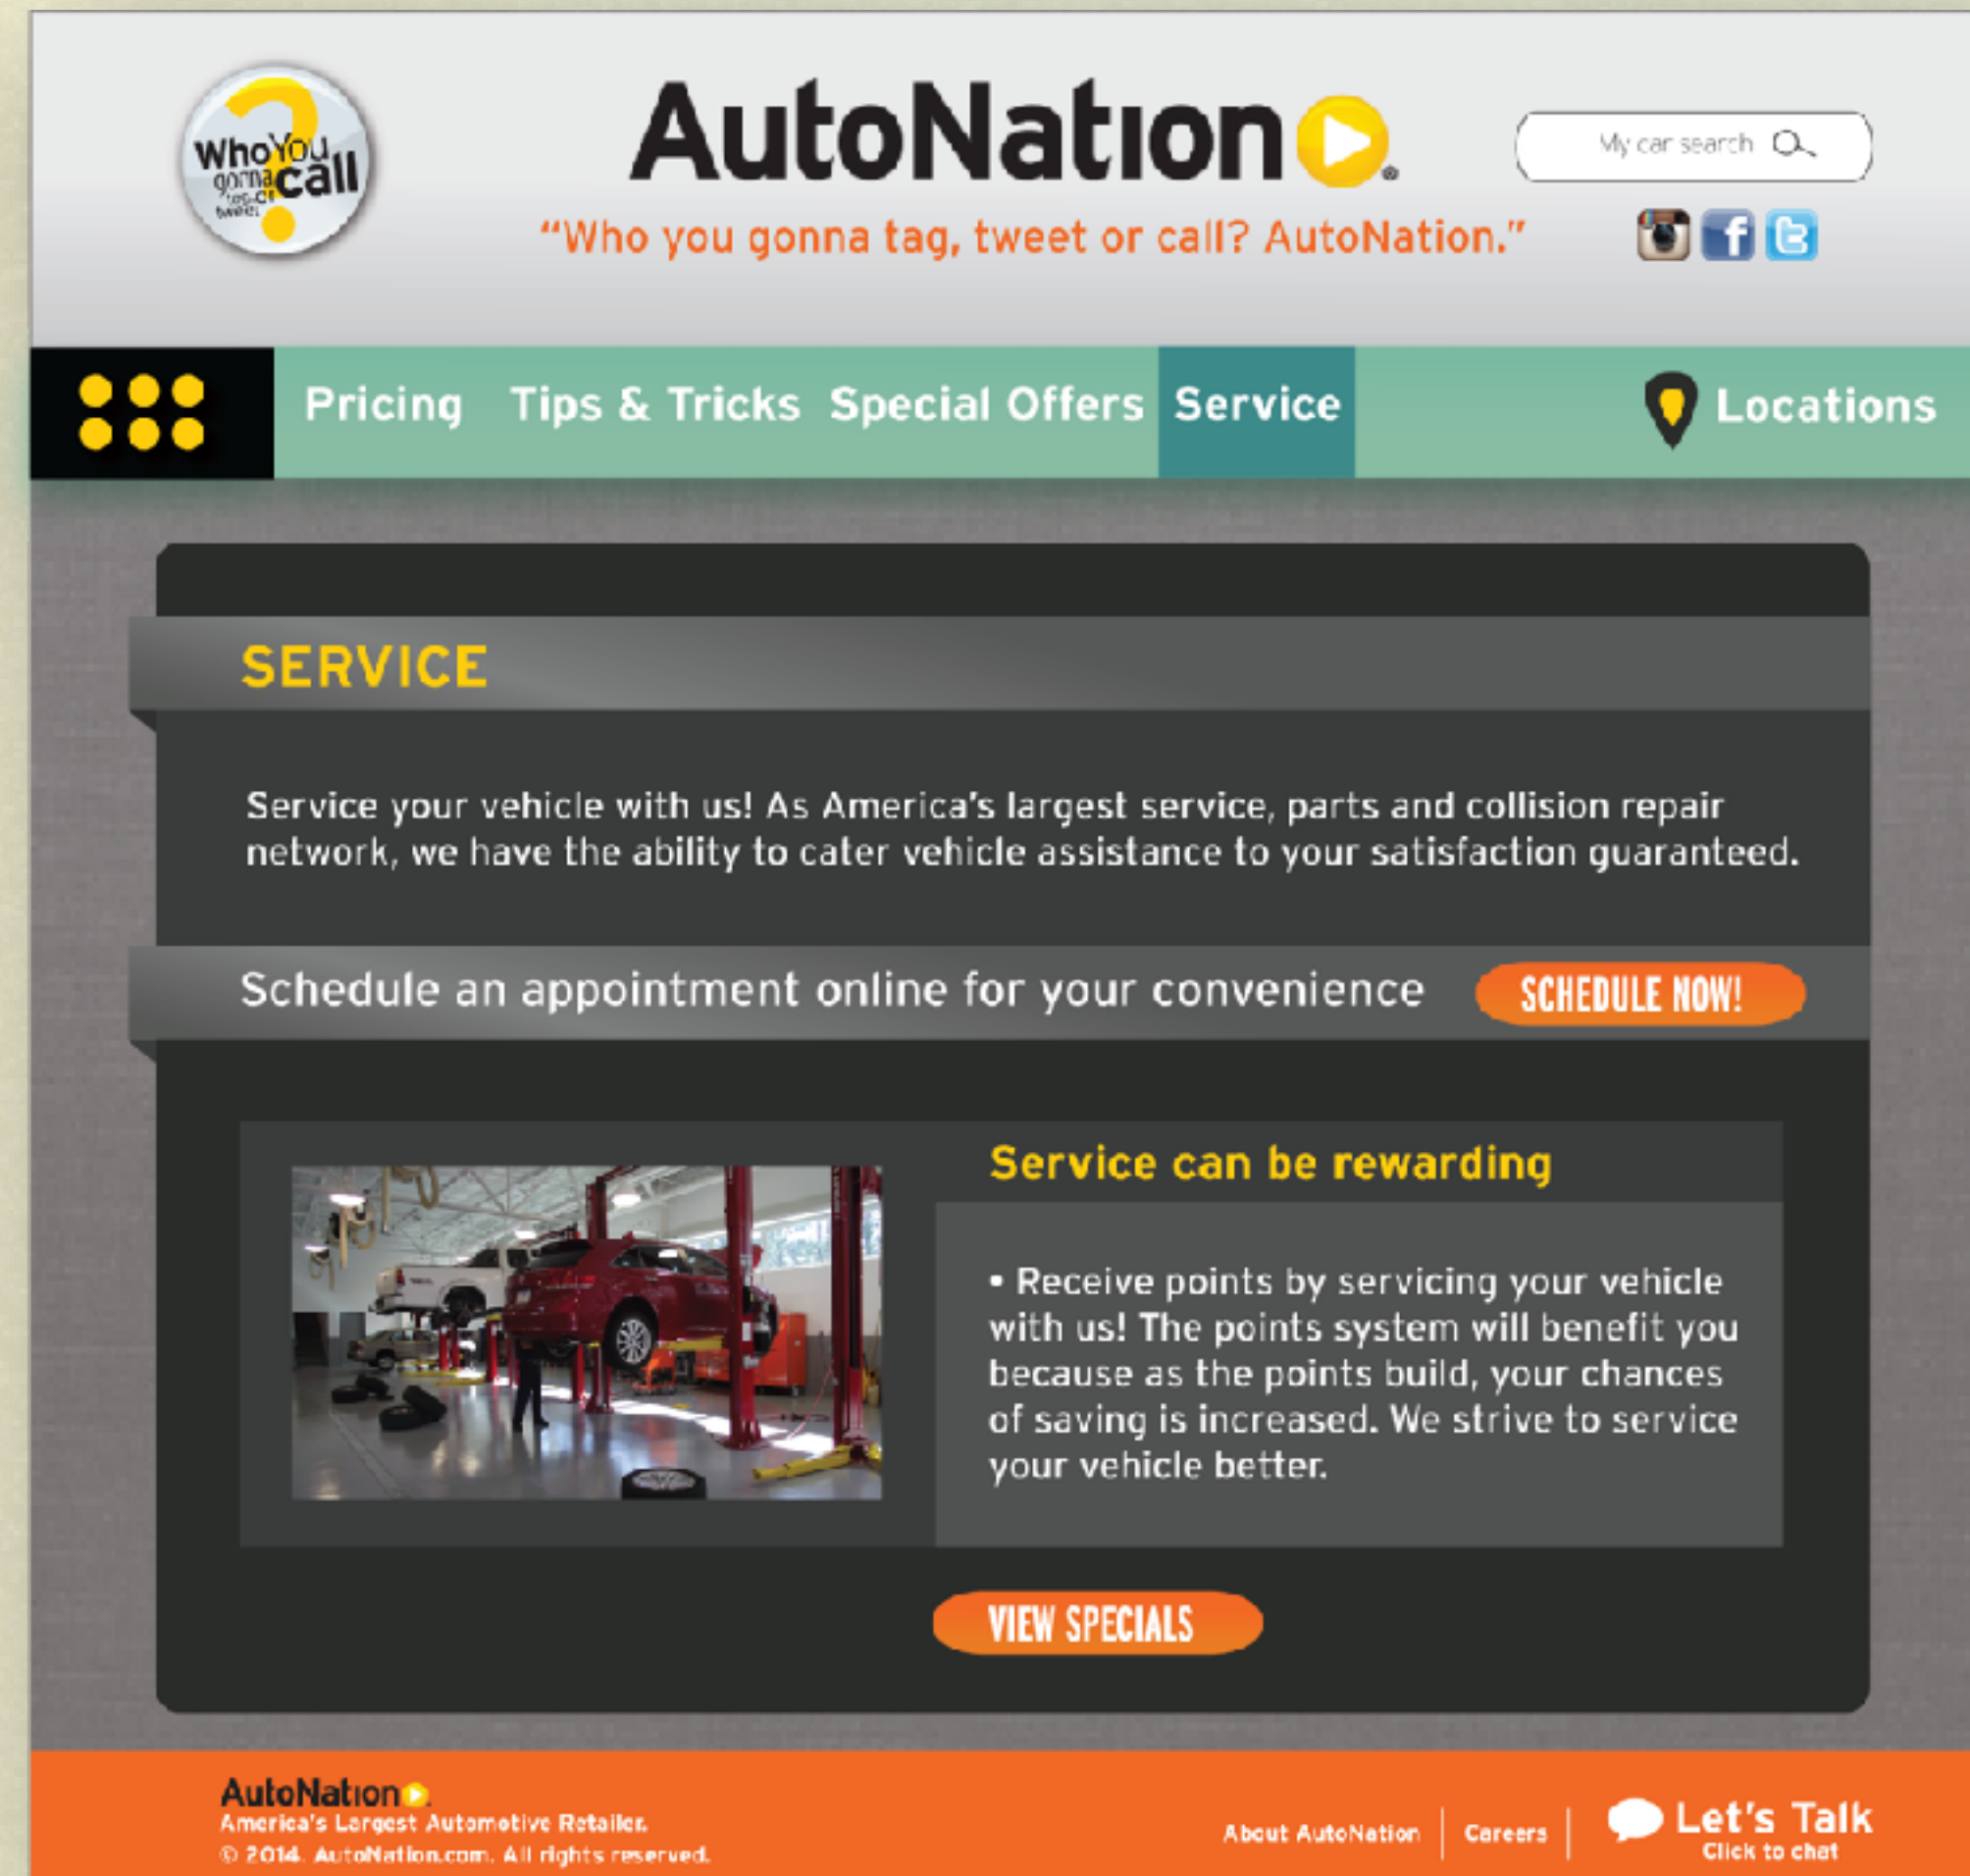 Who You
gonna call
tweet
AutoNation
“Who you gonna tag, tweet or call? AutoNation.”
My car search
Pricing Tips & Tricks Special Offers Service Locations
SERVICE
Service your vehicle with us! As America's largest service, parts and collision repair
network, we have the ability to cater vehicle assistance to your satisfaction guaranteed.
Schedule an appointment online for your convenience SCHEDULE NOW!
Service can be rewarding
• Receive points by servicing your vehicle
with us! The points system will benefit you
because as the points build, your chances
of saving is increased. We strive to service
your vehicle better.
VIEW SPECIALS
AutoNation
America's Largest Automotive Retailer.
© 2014. AutoNation.com. All rights reserved.
About AutoNation Careers
Let's Talk
Click to chat